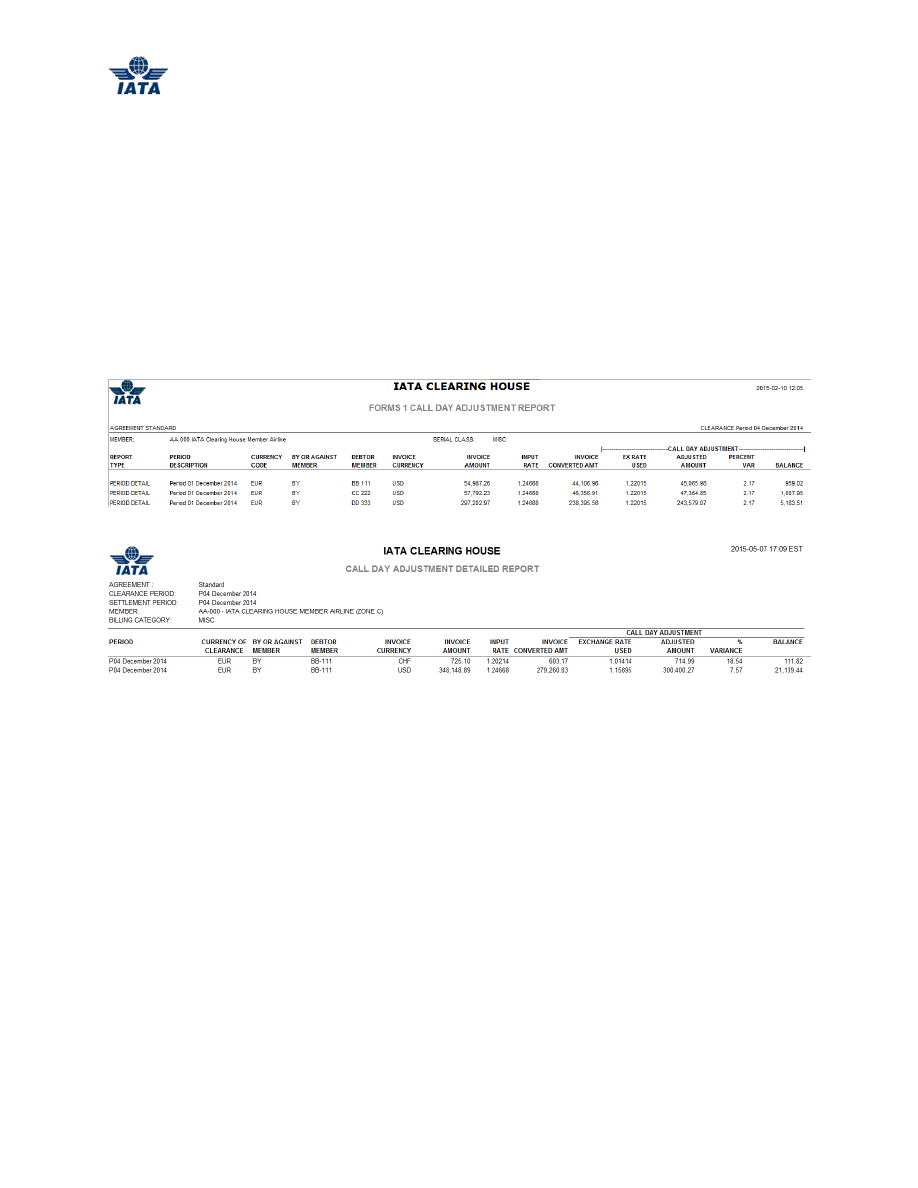 IATA
IATA CLEARING HOUSE 2015-02-10 12:05
IATA
FORMS 1 CALL DAY ADJUSTMENT REPORT
AGREEMENT STANDARD CLEARANCE Period 04 December 2014
MEMBER: AA 000 IATA Clearing House Member Airline SERIAL CLASS: MISC
|------------------------------CALL DAY ADJUSTMENT------------------------------|
REPORT PERIOD CURRENCY BY OR AGAINST DEBTOR INVOICE INVOICE INPUT INVOICE EX RATE ADJUSTED PERCENT
TYPE DESCRIPTION CODE MEMBER MEMBER CURRENCY AMOUNT RATE CONVERTED AMT USED AMOUNT VAR BALANCE
PERIOD DETAIL Period 01 December 2014 EUR BY BB 111 USD 54,987.26 1.24668 44,106.96 1.22015 45,065.98 2.17 959.02
PERIOD DETAIL Period 01 December 2014 EUR BY CC 222 USD 57,792.23 1.24668 46,356.91 1.22015 47,364.85 2.17 1,007.95
PERIOD DETAIL Period 01 December 2014 EUR BY DD 333 USD 297,202.97 1.24668 238,395.56 1.22015 243,579.07 2.17 5,183.51
IATA CLEARING HOUSE 2015-05-07 17:09 EST
IATA
CALL DAY ADJUSTMENT DETAILED REPORT
AGREEMENT : Standard
CLEARANCE PERIOD: P04 December 2014
SETTLEMENT PERIOD: P04 December 2014
MEMBER: AA-000 - IATA CLEARING HOUSE MEMBER AIRLINE (ZONE C)
BILLING CATEGORY: MISC
CALL DAY ADJUSTMENT
PERIOD CURRENCY OF BY OR AGAINST DEBTOR INVOICE INVOICE INPUT INVOICE EXCHANGE RATE ADJUSTED % BALANCE
CLEARANCE MEMBER MEMBER CURRENCY AMOUNT RATE CONVERTED AMT USED AMOUNT VARIANCE
P04 December 2014 EUR BY BB-111 CHF 725.10 1.20214 603.17 1.01414 714.99 18.54 111.82
P04 December 2014 EUR BY BB-111 USD 348,148.89 1.24668 279,260.83 1.15895 300,400.27 7.57 21,139.44